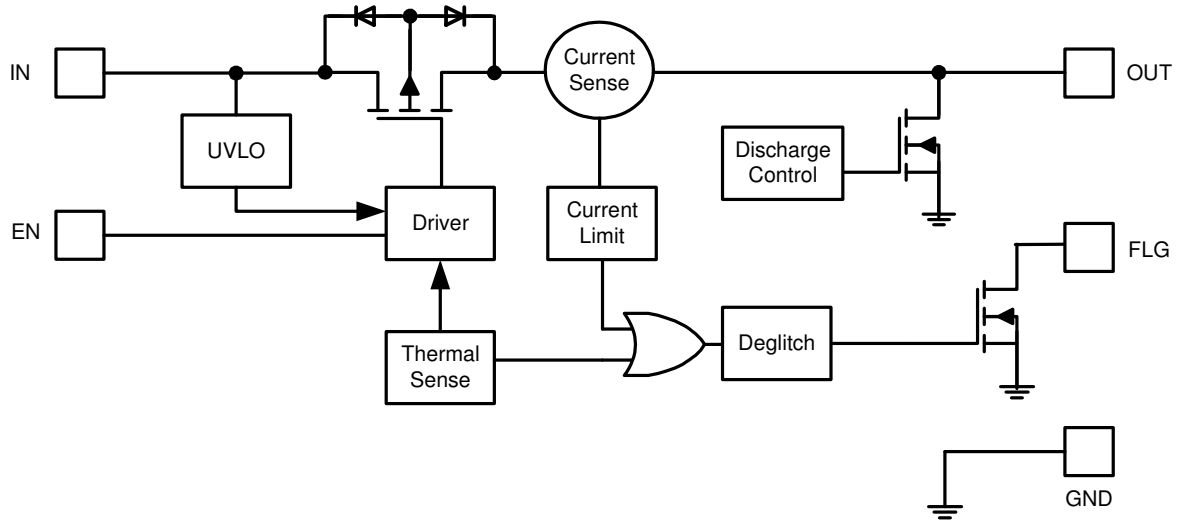 IN
Current
Sense
OUT
UVLO
Discharge
Control
EN
Driver
Current
Limit
FLG
Thermal
Sense
Deglitch
GND